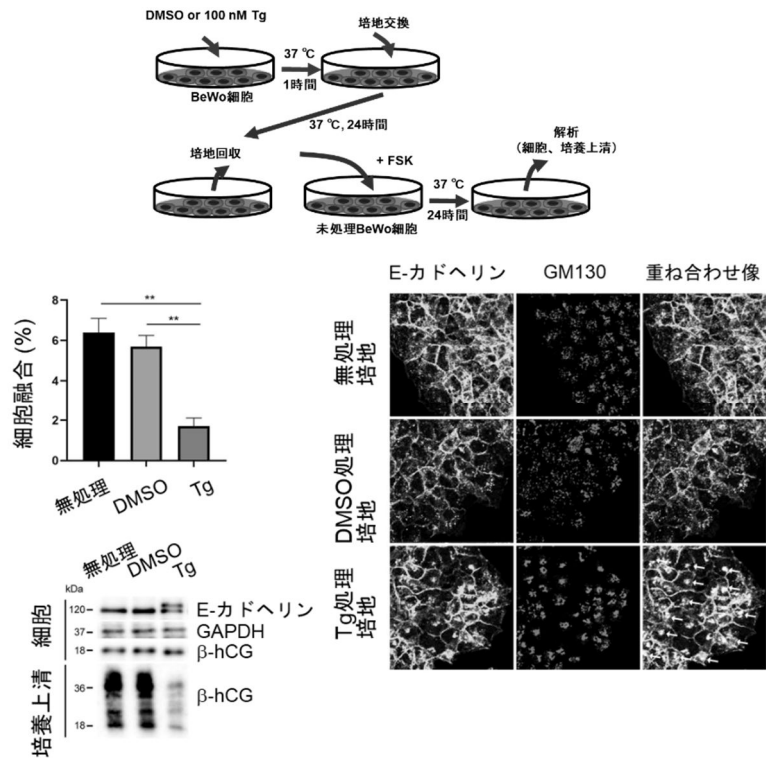 DMSO or 100 nM Tg
37 ℃
1時間
培地交換
BeWo細胞
37 ℃, 24時間
培地回収
+ FSK
37 ℃
24時間
解析
(細胞、培養上清)
未処理BeWo細胞
細胞融合 (%)
8
6
4
2
0
**
**
無処理
DMSO
Tg
無処理
DMSO
Tg
kDa
細胞
120
E-カドヘリン
37
GAPDH
18
β-hCG
培養上清
36
β-hCG
18
E-カドヘリン
GM130
重ね合わせ像
無処理
培地
DMSO処理
培地
Tg処理
培地